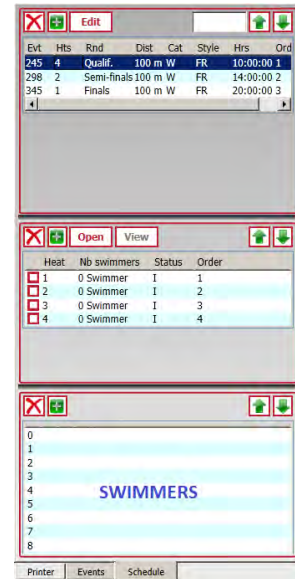 Edit
Evt Hts Rnd Dist Cat Style Hrs Ord
245 4 Qualif. 100 m W FR 10:00:00 1
298 2 Semi-finals 100 m W FR 14:00:00 2
345 1 Finals 100 m W FR 20:00:00 3
Open View
Heat Nb swimmers Status Order
1 0 Swimmer I 1
2 0 Swimmer I 2
3 0 Swimmer I 3
4 0 Swimmer I 4
0
1
2
3
4 SWIMMERS
5
6
7
8
Printer Events Schedule